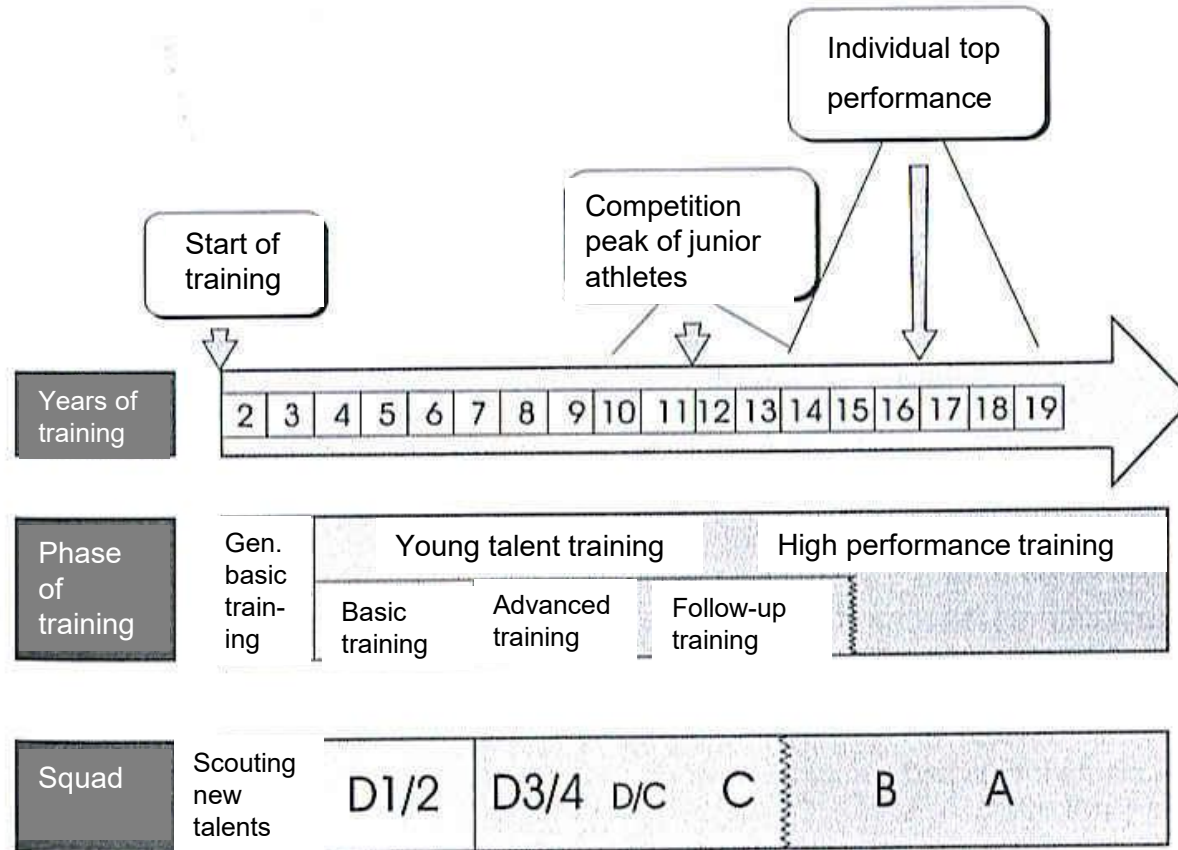 Individual top
performance
Competition
peak of junior
athletes
Start of
training
Years of
training
2 3 4 5 6 7 8 9 10 11 12 13 14 15 16 17 18 19
Phase
of
training
Gen.
basic
train-
ing
Young talent training
High performance training
Basic
training
Advanced
training
Follow-up
training
Squad
Scouting
new
talents
D1/2
D3/4 D/C C
B A